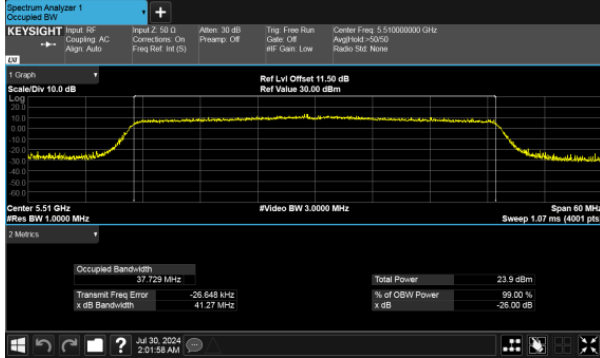 Spectrum Analyzer 1
Occupied BW
KEYSIGHT Input: RF Input Z: 50 Ω Atten: 30 dB Trig: Free Run Center Freq: 5.510000000 GHz
Coupling: AC Corrections: On Preamp: Off Gate: Off Avg|Hold:>50/50
Align: Auto Freq Ref: Int (S) #IF Gain: Low Radio Std: None
LXI
1 Graph
Ref Lvl Offset 11.50 dB
Scale/Div 10.0 dB Ref Value 30.00 dBm
Log
20.0
10.0
0.00
-10.0
-20.0
-30.0
-40.0
-50.0
-60.0
Center 5.51 GHz #Video BW 3.0000 MHz Span 60 MHz
#Res BW 1.0000 MHz Sweep 1.07 ms (4001 pts)
2 Metrics
Occupied Bandwidth
37.729 MHz Total Power 23.9 dBm
Transmit Freq Error -26.648 kHz % of OBW Power 99.00 %
x dB Bandwidth 41.27 MHz x dB -26.00 dB
? Jul 30, 2024
2:01:58 AM